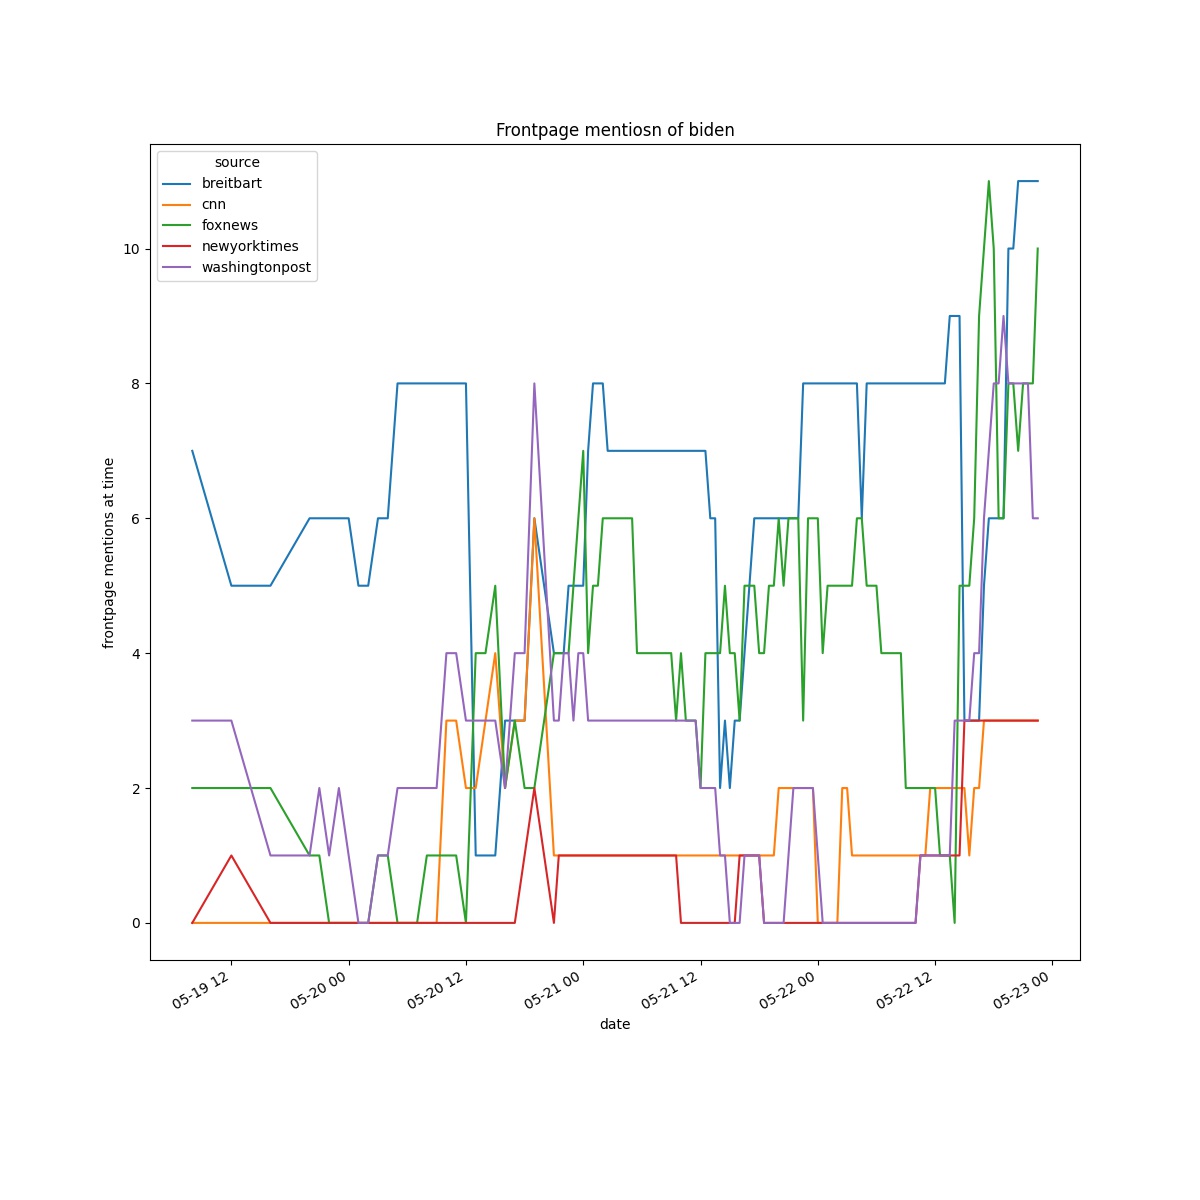 Frontpage mentiosn of biden
source
breitbart
cnn
foxnews
newyorktimes
washingtonpost
frontpage mentions at time
10
8
6
4
2
0
05-19 12
05-20 00
05-20 12
05-21 00
05-21 12
05-22 00
05-22 12
05-23 00
date